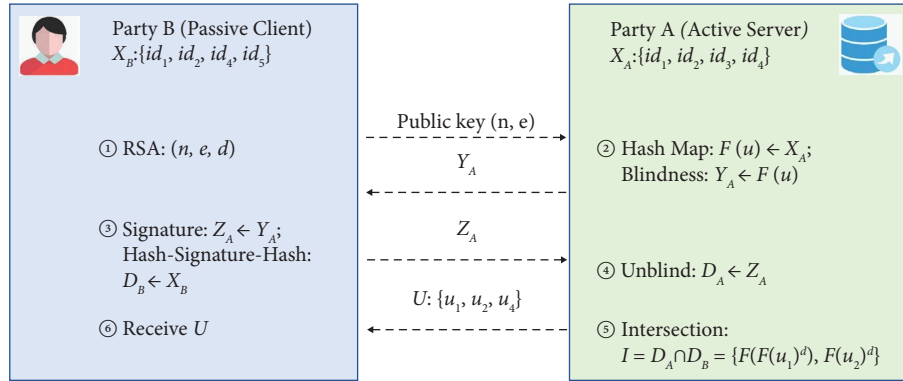 Party B (Passive Client)
X_B:{id_1, id_2, id_4, id_5}
① RSA: (n, e, d)
③ Signature: Z_A ← Y_A;
Hash-Signature-Hash:
D_B ← X_B
⑥ Receive U
Public key (n, e)
Y_A
Z_A
U: {u_1, u_2, u_4}
Party A (Active Server)
X_A:{id_1, id_2, id_3, id_4}
② Hash Map: F (u) ← X_A;
Blindness: Y_A ← F (u)
④ Unblind: D_A ← Z_A
⑤ Intersection:
I = D_A∩D_B = {F(F(u_1)^d), F(u_2)^d}